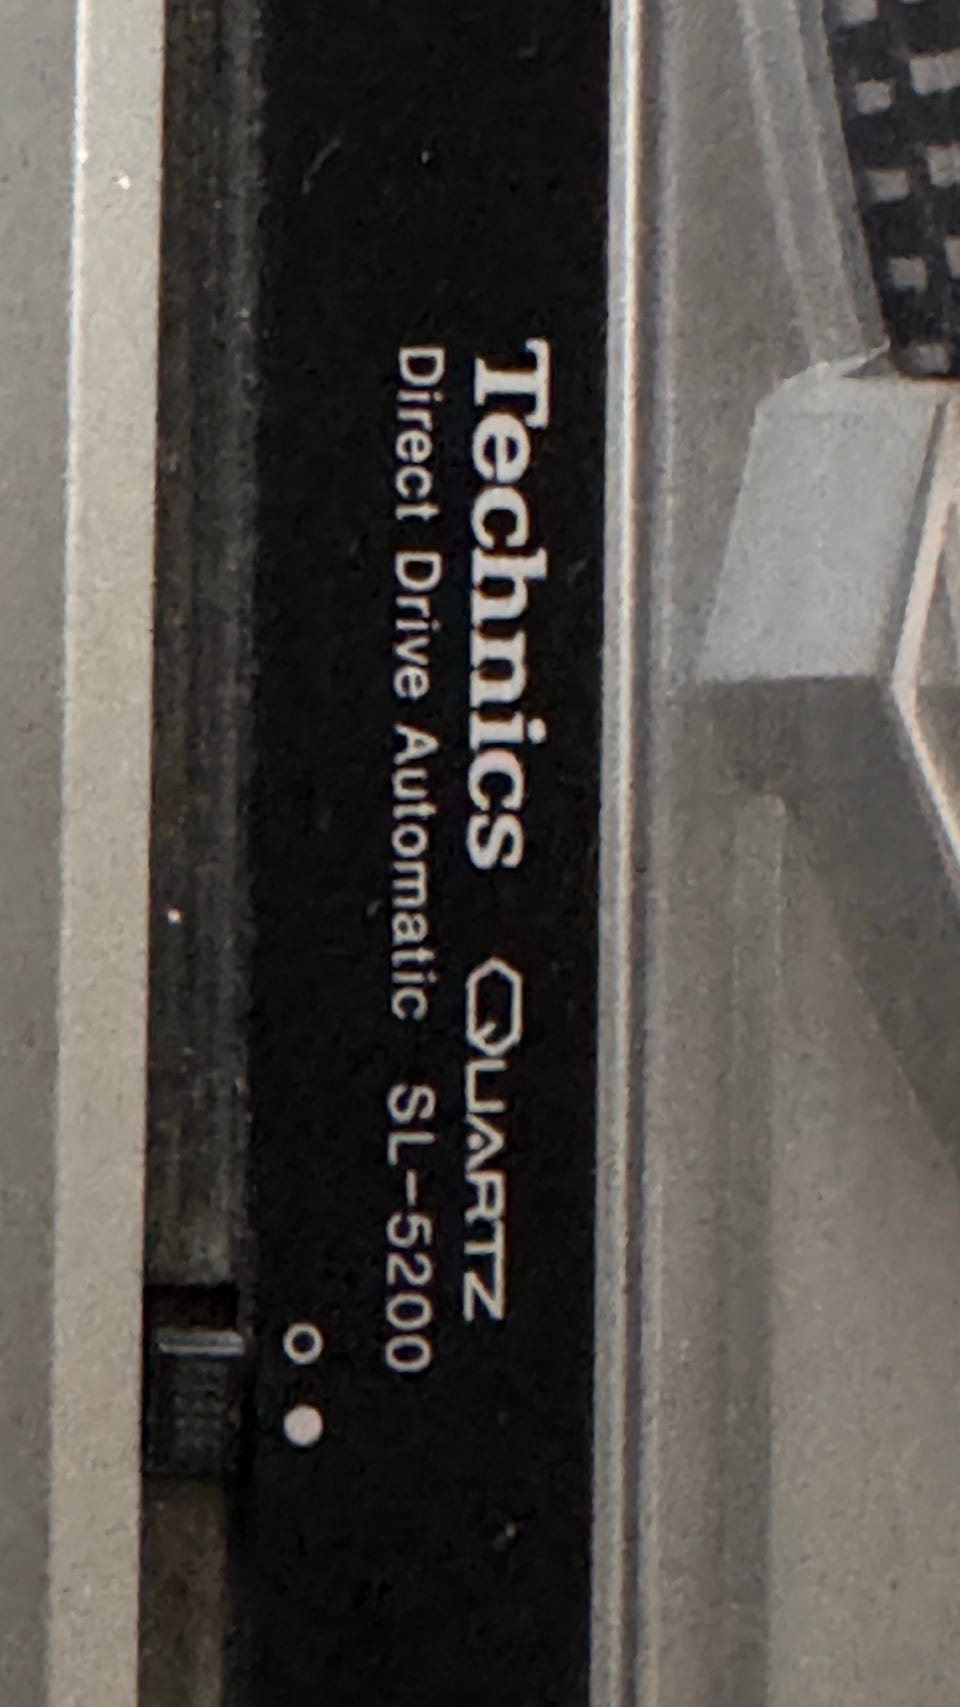 Technics QUARTZ
Direct Drive Automatic SL-5200